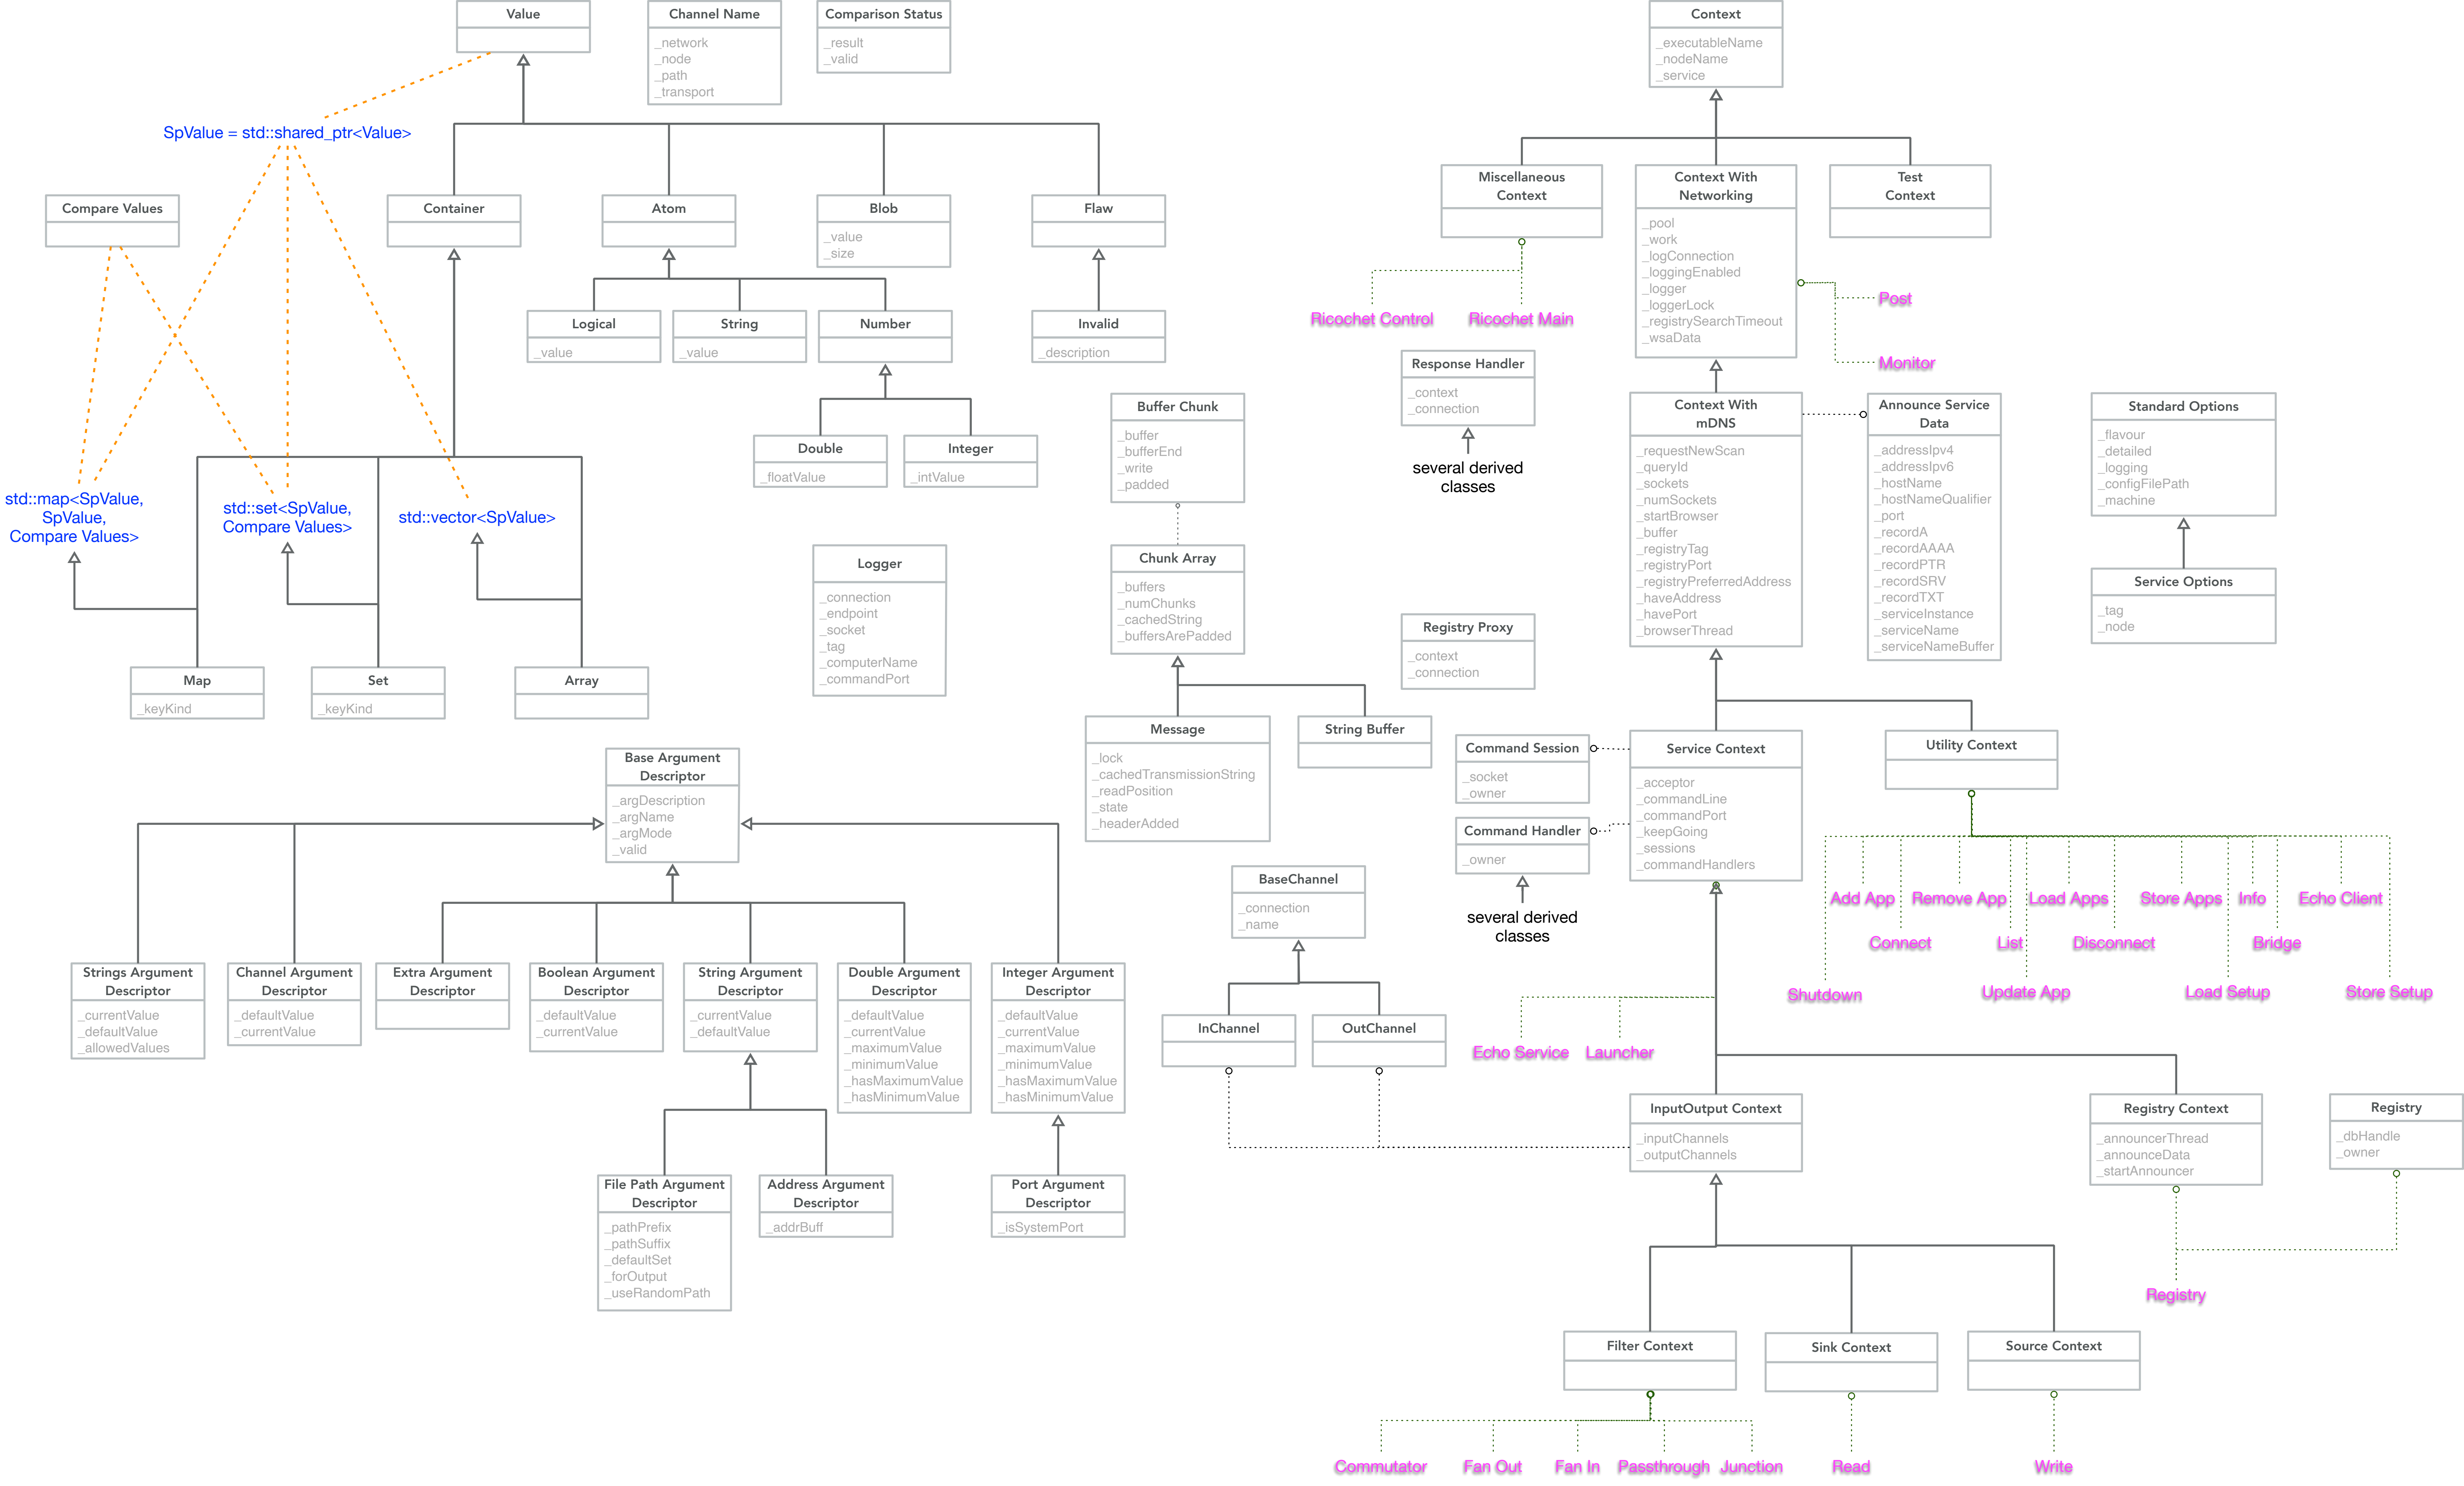 Value
Channel Name
_network
_node
_path
_transport
Comparison Status
_result
_valid
SpValue = std::shared_ptr<Value>
Compare Values
Container
Atom
Blob
_value
_size
Flaw
Logical
_value
String
_value
Number
Invalid
_description
Double
_floatValue
Integer
_intValue
std::map<SpValue,
SpValue,
Compare Values>
std::set<SpValue,
Compare Values>
std::vector<SpValue>
Map
_keyKind
Set
_keyKind
Array
Logger
_connection
_endpoint
_socket
_tag
_computerName
_commandPort
Buffer Chunk
_buffer
_bufferEnd
_write
_padded
Chunk Array
_buffers
_numChunks
_cachedString
_buffersArePadded
Message
_lock
_cachedTransmissionString
_readPosition
_state
_headerAdded
String Buffer
Base Argument
Descriptor
_argDescription
_argName
_argMode
_valid
Strings Argument
Descriptor
_currentValue
_defaultValue
_allowedValues
Channel Argument
Descriptor
_defaultValue
_currentValue
Extra Argument
Descriptor
Boolean Argument
Descriptor
_defaultValue
_currentValue
String Argument
Descriptor
_currentValue
_defaultValue
Double Argument
Descriptor
_defaultValue
_currentValue
_maximumValue
_minimumValue
_hasMaximumValue
_hasMinimumValue
Integer Argument
Descriptor
_defaultValue
_currentValue
_maximumValue
_minimumValue
_hasMaximumValue
_hasMinimumValue
File Path Argument
Descriptor
_pathPrefix
_pathSuffix
_defaultSet
_forOutput
_useRandomPath
Address Argument
Descriptor
_addrBuff
Port Argument
Descriptor
_isSystemPort
Context
_executableName
_nodeName
_service
Miscellaneous
Context
Context With
Networking
_pool
_work
_logConnection
_loggingEnabled
_logger
_loggerLock
_registrySearchTimeout
_wsaData
Test
Context
Ricochet Control
Ricochet Main
Post
Monitor
Response Handler
_context
_connection
several derived
classes
Context With
mDNS
_requestNewScan
_queryId
_sockets
_numSockets
_startBrowser
_buffer
_registryTag
_registryPort
_registryPreferredAddress
_haveAddress
_havePort
_browserThread
Announce Service
Data
_addressIpv4
_addressIpv6
_hostName
_hostNameQualifier
_port
_recordA
_recordAAAA
_recordPTR
_recordSRV
_recordTXT
_serviceInstance
_serviceName
_serviceNameBuffer
Standard Options
_flavour
_detailed
_logging
_configFilePath
_machine
Service Options
_tag
_node
Registry Proxy
_context
_connection
Command Session
_socket
_owner
Command Handler
_owner
several derived
classes
Service Context
_acceptor
_commandLine
_commandPort
_keepGoing
_sessions
_commandHandlers
Utility Context
Add App
Remove App
Load Apps
Store Apps
Info
Echo Client
Connect
List
Disconnect
Bridge
Shutdown
Update App
Load Setup
Store Setup
BaseChannel
_connection
_name
InChannel
OutChannel
Echo Service
Launcher
InputOutput Context
_inputChannels
_outputChannels
Registry Context
_announcerThread
_announceData
_startAnnouncer
Registry
_dbHandle
_owner
Registry
Filter Context
Sink Context
Source Context
Commutator
Fan Out
Fan In
Passthrough
Junction
Read
Write